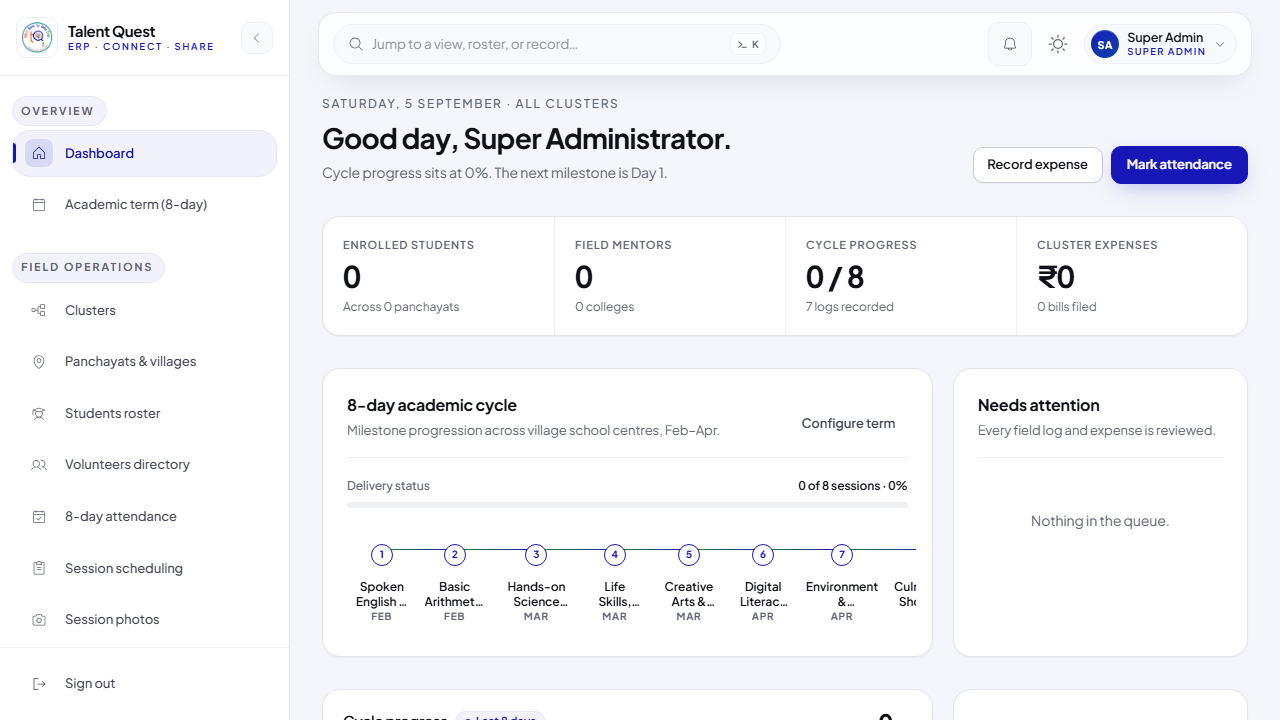 Talent Quest
ERP · CONNECT · SHARE
OVERVIEW
Dashboard
Academic term (8-day)
FIELD OPERATIONS
Clusters
Panchayats & villages
Students roster
Volunteers directory
8-day attendance
Session scheduling
Session photos
Sign out
Jump to a view, roster, or record...
K
SA
Super Admin
SUPER ADMIN
SATURDAY, 5 SEPTEMBER · ALL CLUSTERS
Good day, Super Administrator.
Cycle progress sits at 0%. The next milestone is Day 1.
Record expense
Mark attendance
ENROLLED STUDENTS
0
Across 0 panchayats
FIELD MENTORS
0
0 colleges
CYCLE PROGRESS
0 / 8
7 logs recorded
CLUSTER EXPENSES
₹0
0 bills filed
8-day academic cycle
Milestone progression across village school centres, Feb–Apr.
Configure term
Delivery status
0 of 8 sessions · 0%
1
Spoken
English ...
FEB
2
Basic
Arithmet...
FEB
3
Hands-on
Science...
MAR
4
Life
Skills,...
MAR
5
Creative
Arts &...
MAR
6
Digital
Literac...
APR
7
Environment
&...
APR
Needs attention
Every field log and expense is reviewed.
Nothing in the queue.
Cycle progress
Last 8 days
0